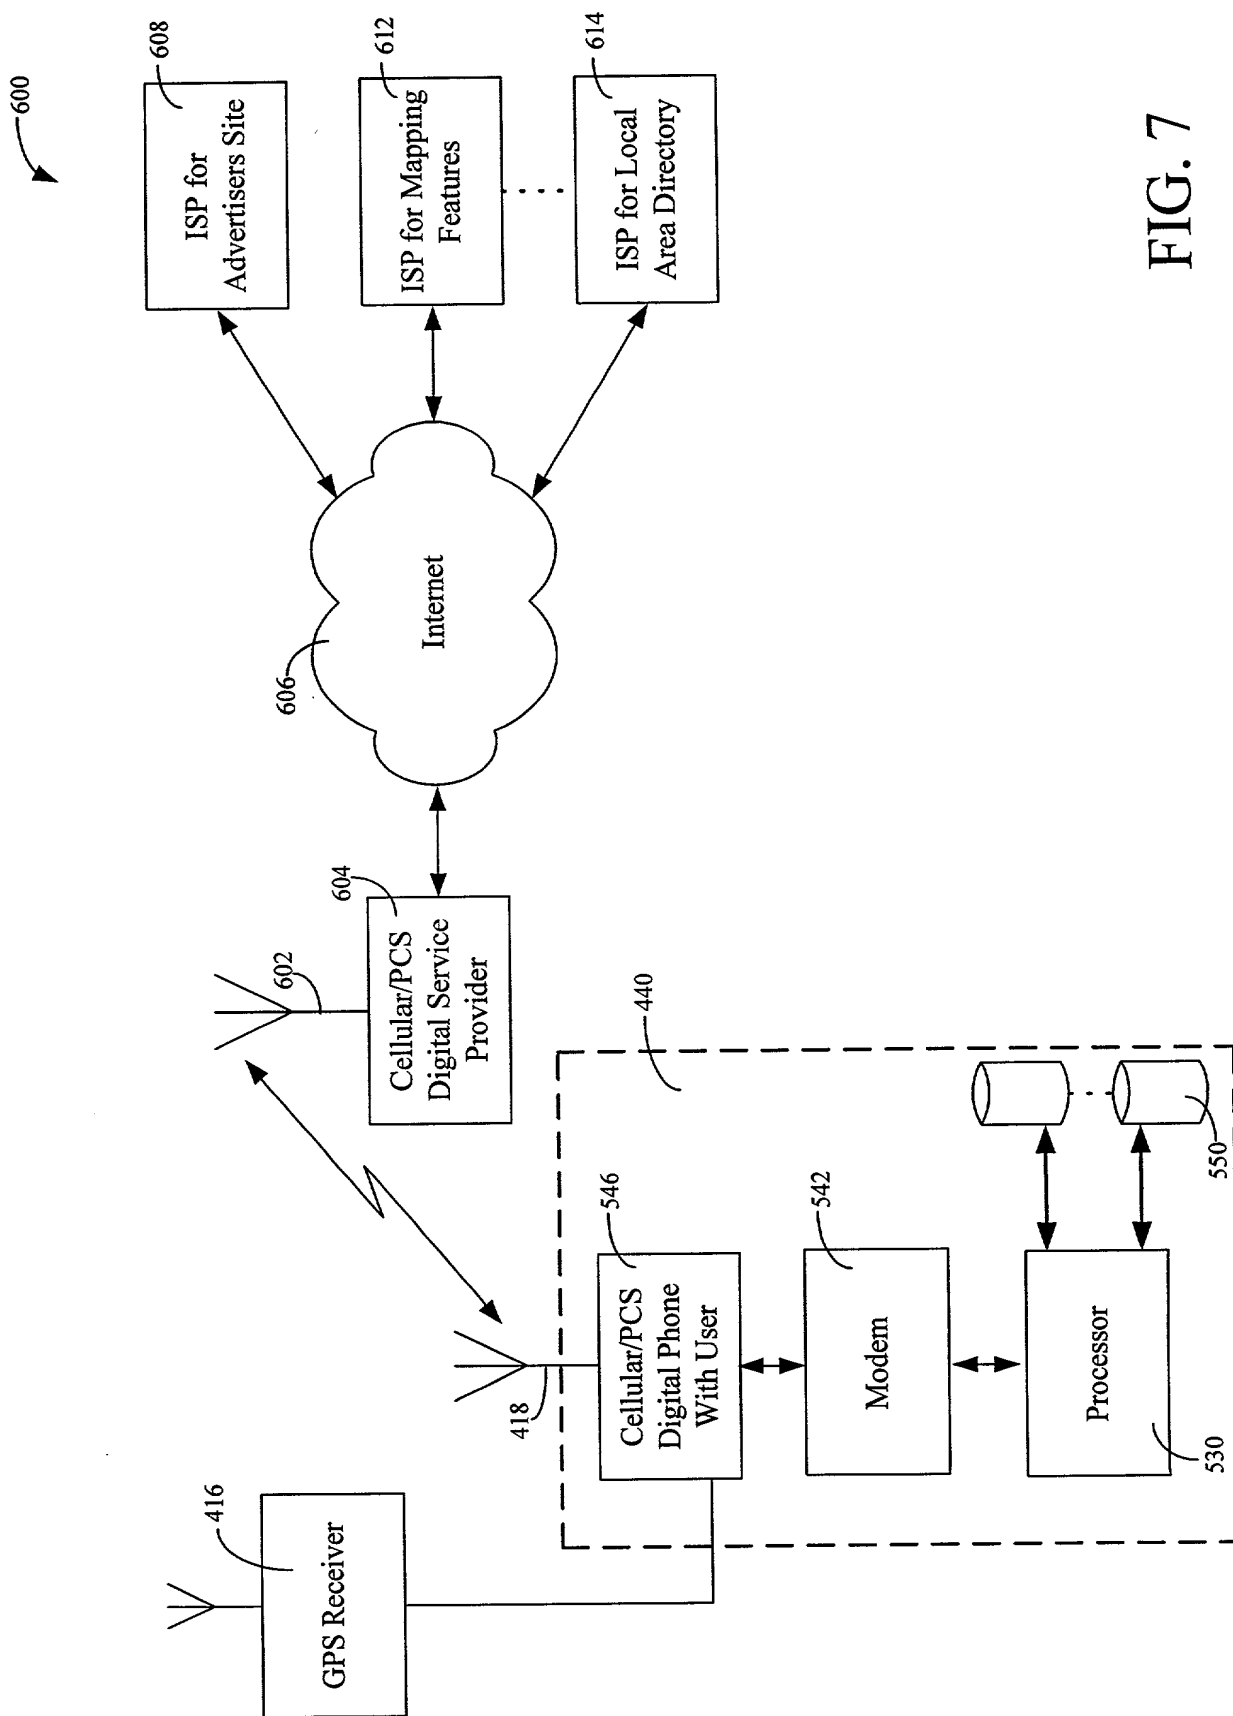 600
608
ISP for
Advertisers Site
612
ISP for Mapping
Features
614
ISP for Local
Area Directory
606
Internet
604
Cellular/PCS
Digital Service
Provider
602
440
546
Cellular/PCS
Digital Phone
With User
418
542
Modem
550
Processor
530
416
GPS Receiver
FIG. 7